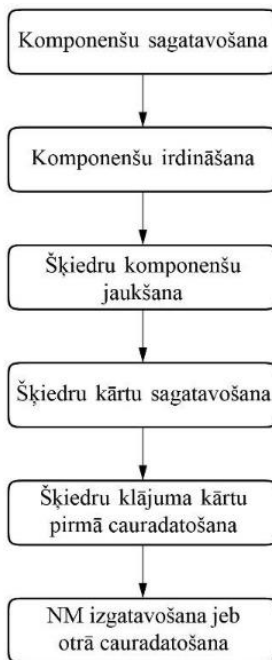 Komponenšu sagatavošana
Komponenšu irdināšana
Šķiedru komponenšu
jaukšana
Šķiedru kārtu sagatavošana
Šķiedru klājuma kārtu
pirmā cauradatošana
NM izgatavošana jeb
otrā cauradatošana